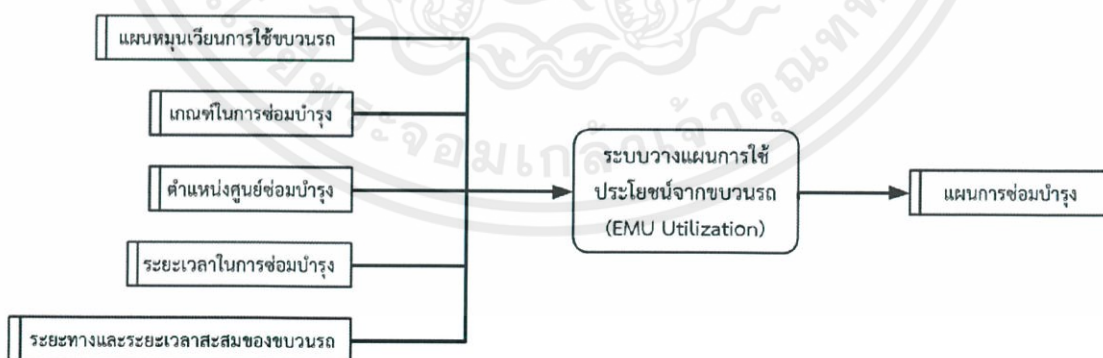 แผนหมุนเวียนการใช้ขบวนรถ
เกณฑ์ในการซ่อมบำรุง
ตำแหน่งศูนย์ซ่อมบำรุง
ระยะเวลาในการซ่อมบำรุง
ระยะทางและระยะเวลาสะสมของขบวนรถ
ระบบวางแผนการใช้
ประโยชน์จากขบวนรถ
(EMU Utilization)
แผนการซ่อมบำรุง